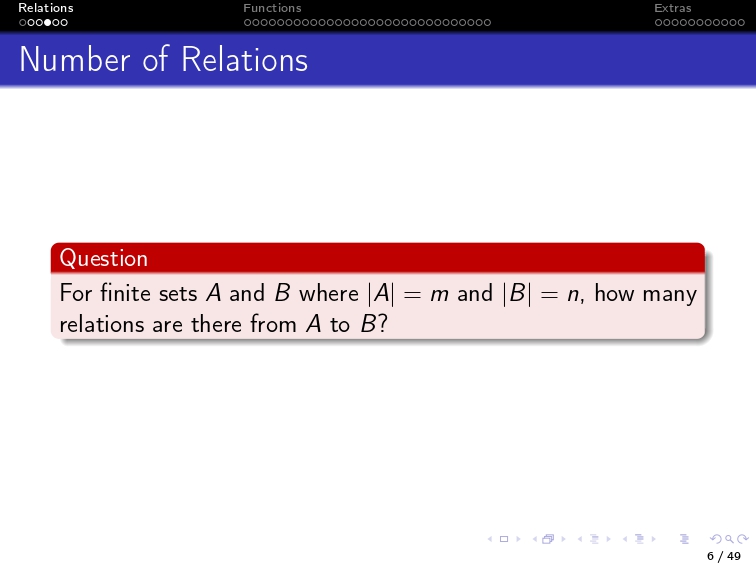 Relations
Functions
Extras
Number of Relations
Question
For finite sets A and B where |A| = m and |B| = n, how many
relations are there from A to B?
6 / 49